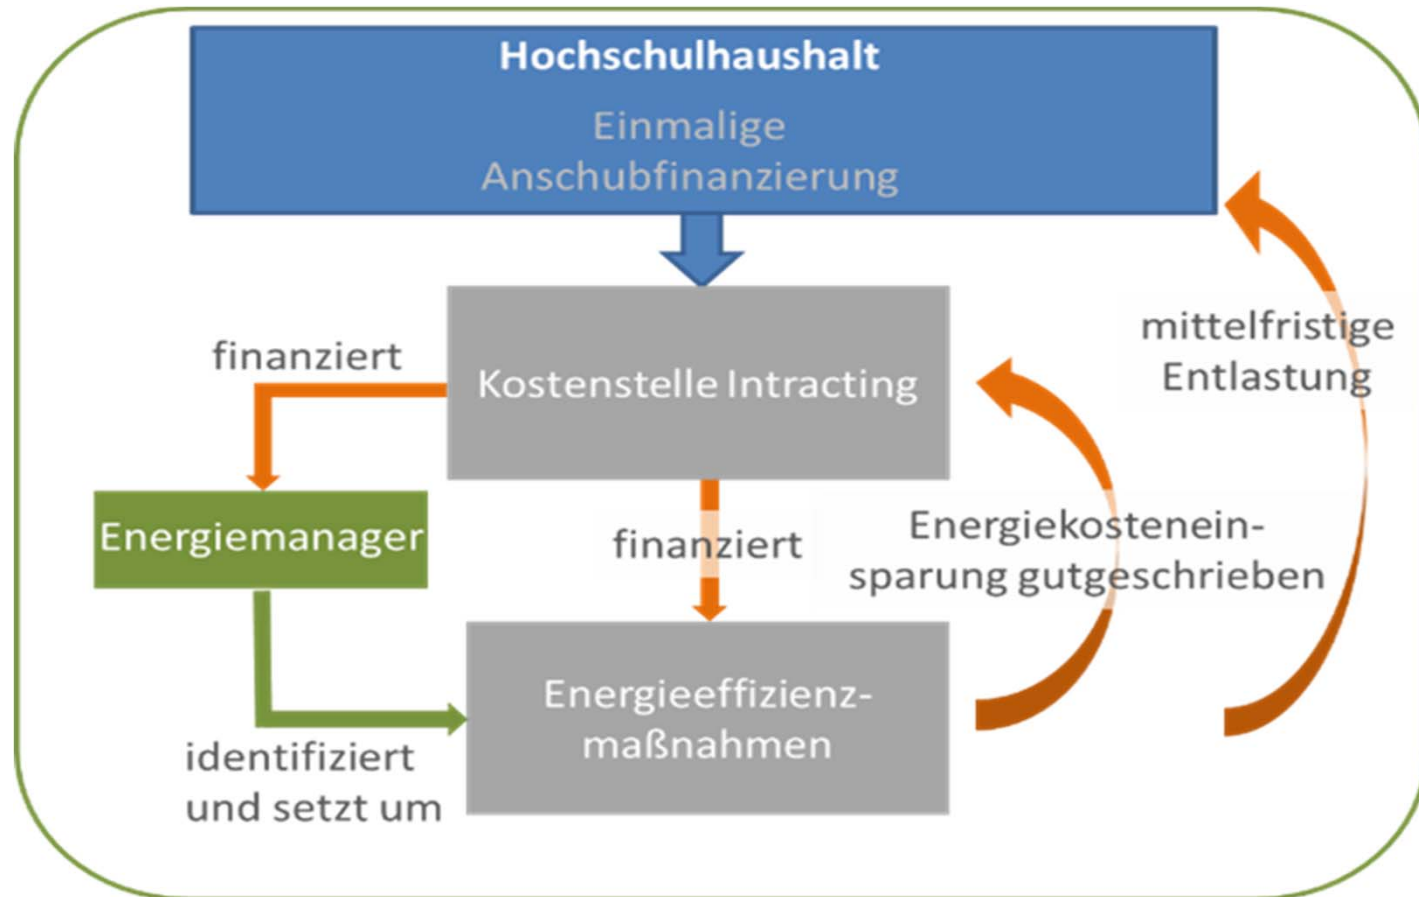 Hochschulhaushalt
Einmalige
Anschubfinanzierung
finanziert
Kostenstelle Intracting
mittelfristige
Entlastung
Energiemanager
finanziert
Energiekostenein-
sparung gutgeschrieben
Energieeffizienz-
maßnahmen
identifiziert
und setzt um